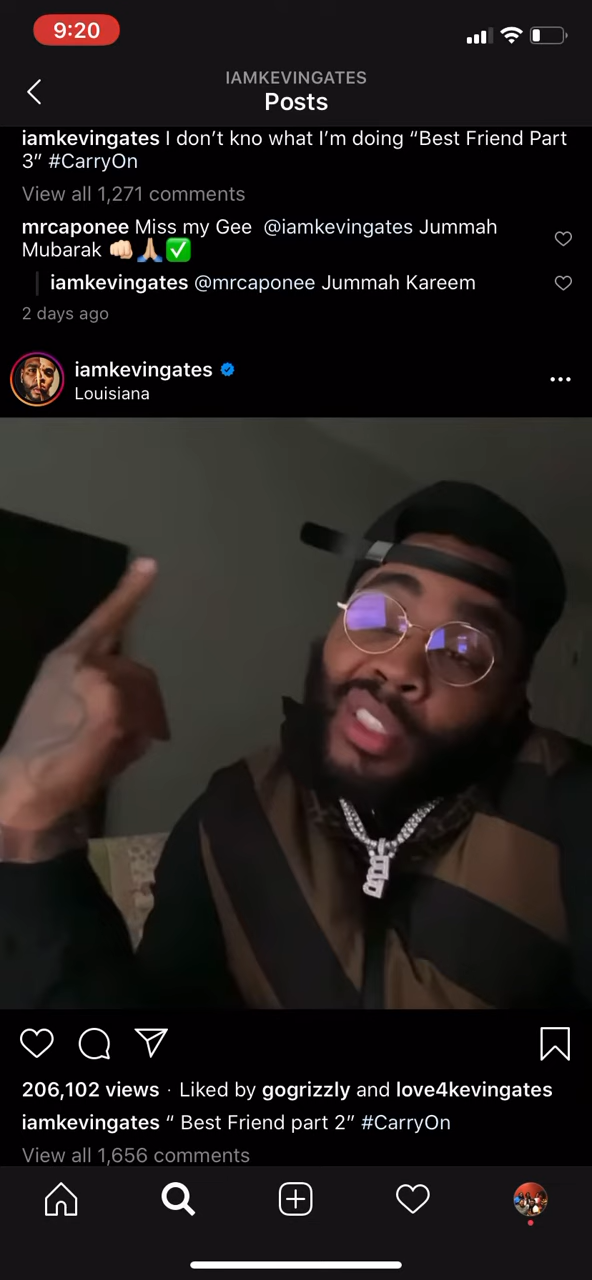 9:20
IAMKEVINGATES
Posts
iamkevingates I don’t kno what I’m doing “Best Friend Part
3” #CarryOn
View all 1,271 comments
mrcaponee Miss my Gee @iamkevingates Jummah
Mubarak 👊🏼🙏🏽✅
iamkevingates @mrcaponee Jummah Kareem
2 days ago
iamkevingates
Louisiana
206,102 views · Liked by gogrizzly and love4kevingates
iamkevingates “ Best Friend part 2” #CarryOn
View all 1,656 comments